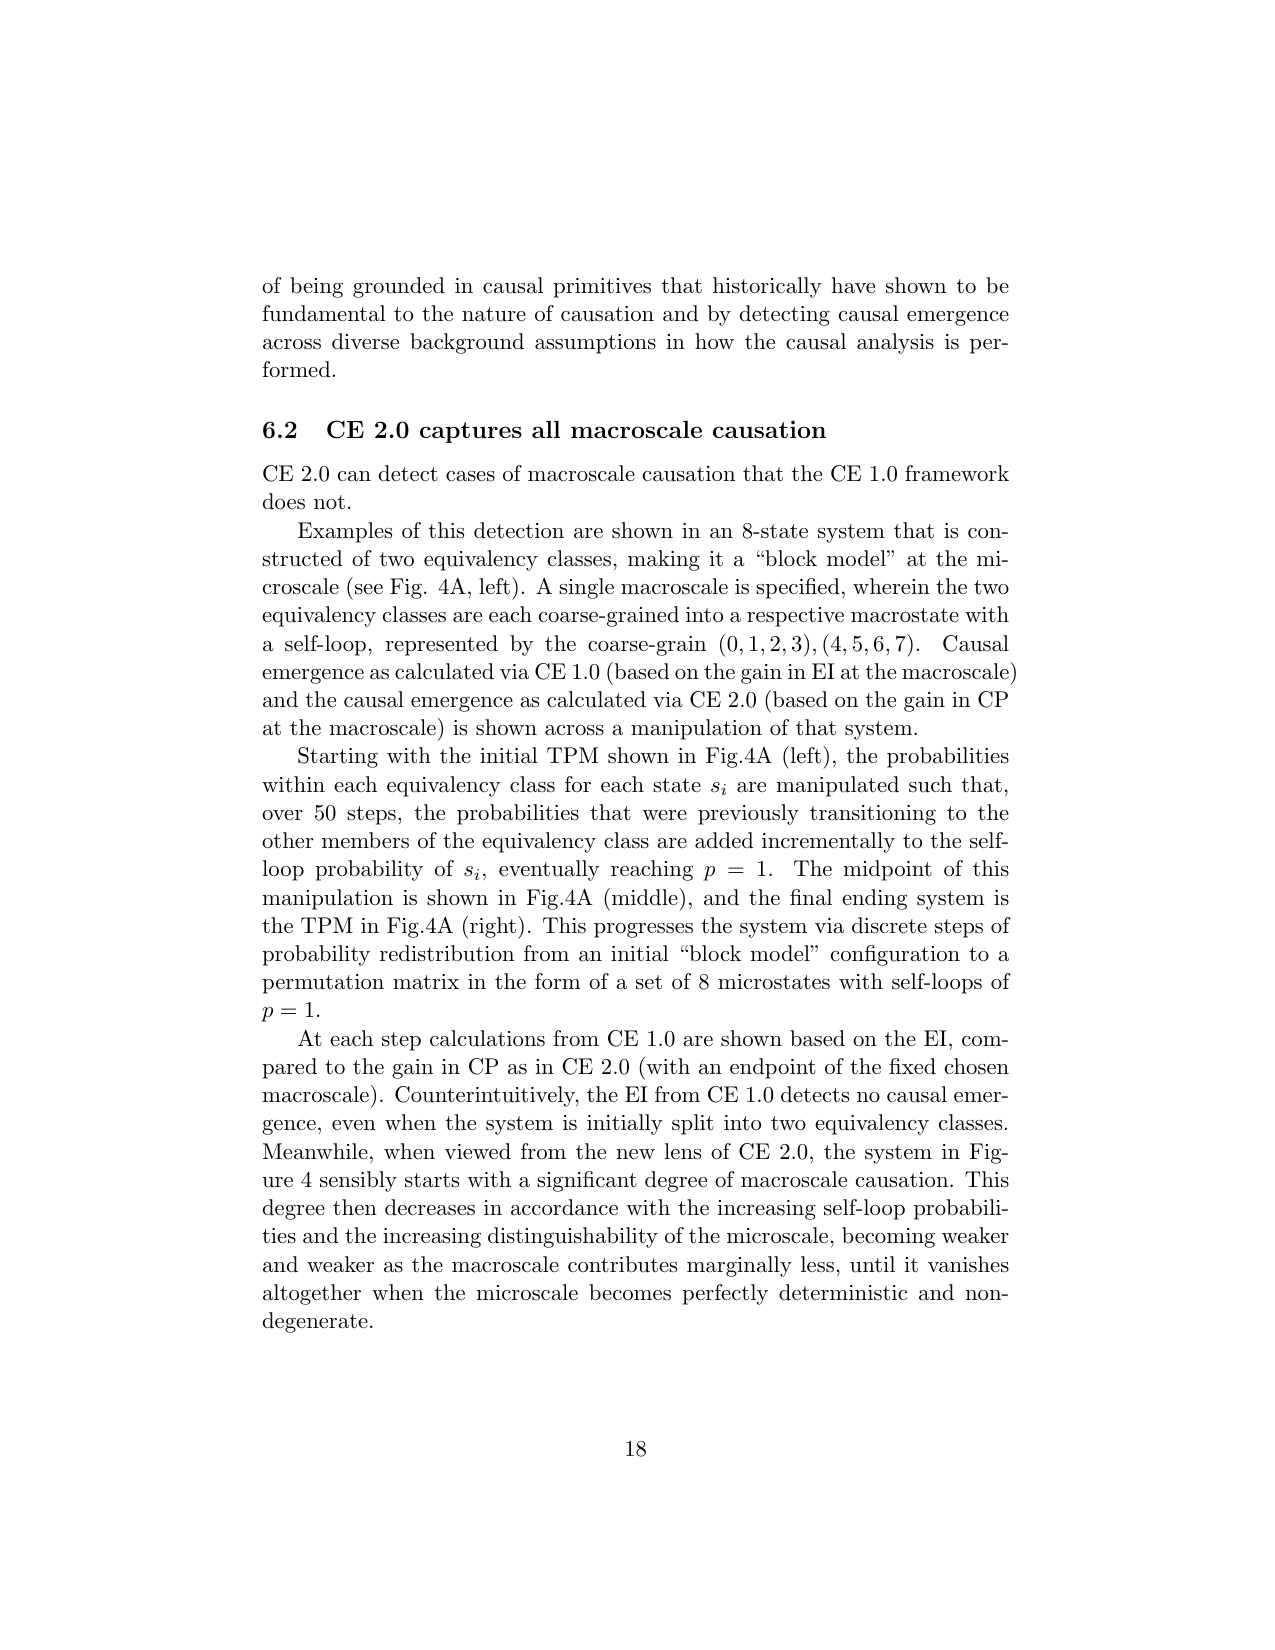 of being grounded in causal primitives that historically have shown to be
fundamental to the nature of causation and by detecting causal emergence
across diverse background assumptions in how the causal analysis is per-
formed.
6.2 CE 2.0 captures all macroscale causation
CE 2.0 can detect cases of macroscale causation that the CE 1.0 framework
does not.
Examples of this detection are shown in an 8-state system that is con-
structed of two equivalency classes, making it a “block model” at the mi-
croscale (see Fig. 4A, left). A single macroscale is specified, wherein the two
equivalency classes are each coarse-grained into a respective macrostate with
a self-loop, represented by the coarse-grain (0, 1, 2, 3), (4, 5, 6, 7). Causal
emergence as calculated via CE 1.0 (based on the gain in EI at the macroscale)
and the causal emergence as calculated via CE 2.0 (based on the gain in CP
at the macroscale) is shown across a manipulation of that system.
Starting with the initial TPM shown in Fig.4A (left), the probabilities
within each equivalency class for each state sᵢ are manipulated such that,
over 50 steps, the probabilities that were previously transitioning to the
other members of the equivalency class are added incrementally to the self-
loop probability of sᵢ, eventually reaching p = 1. The midpoint of this
manipulation is shown in Fig.4A (middle), and the final ending system is
the TPM in Fig.4A (right). This progresses the system via discrete steps of
probability redistribution from an initial “block model” configuration to a
permutation matrix in the form of a set of 8 microstates with self-loops of
p = 1.
At each step calculations from CE 1.0 are shown based on the EI, com-
pared to the gain in CP as in CE 2.0 (with an endpoint of the fixed chosen
macroscale). Counterintuitively, the EI from CE 1.0 detects no causal emer-
gence, even when the system is initially split into two equivalency classes.
Meanwhile, when viewed from the new lens of CE 2.0, the system in Fig-
ure 4 sensibly starts with a significant degree of macroscale causation. This
degree then decreases in accordance with the increasing self-loop probabili-
ties and the increasing distinguishability of the microscale, becoming weaker
and weaker as the macroscale contributes marginally less, until it vanishes
altogether when the microscale becomes perfectly deterministic and non-
degenerate.
18